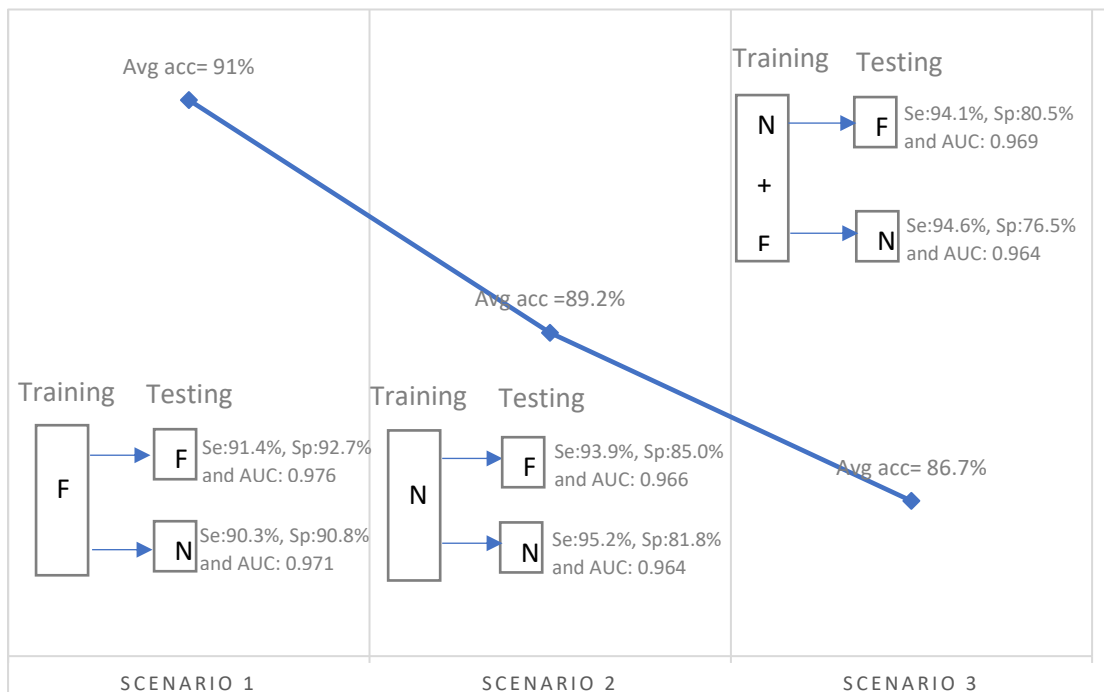 Avg acc= 91%
Training
Testing
F
F
Se:91.4%, Sp:92.7%
and AUC: 0.976
N
Se:90.3%, Sp:90.8%
and AUC: 0.971
SCENARIO 1
Avg acc =89.2%
Training
Testing
N
F
Se:93.9%, Sp:85.0%
and AUC: 0.966
N
Se:95.2%, Sp:81.8%
and AUC: 0.964
SCENARIO 2
Training
Testing
N
+
F
F
Se:94.1%, Sp:80.5%
and AUC: 0.969
N
Se:94.6%, Sp:76.5%
and AUC: 0.964
Avg acc= 86.7%
SCENARIO 3